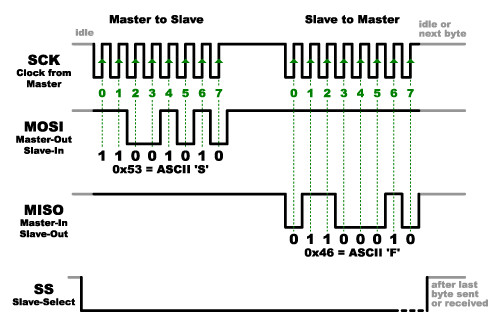 Master to Slave
Slave to Master
idle
idle or
next byte
SCK
Clock from
Master
0 1 2 3 4 5 6 7
0 1 2 3 4 5 6 7
MOSI
Master-Out
Slave-In
1 1 0 0 1 0 1 0
0x53 = ASCII 'S'
MISO
Master-In
Slave-Out
0 1 1 0 0 0 1 0
0x46 = ASCII 'F'
SS
Slave-Select
after last
byte sent
or received